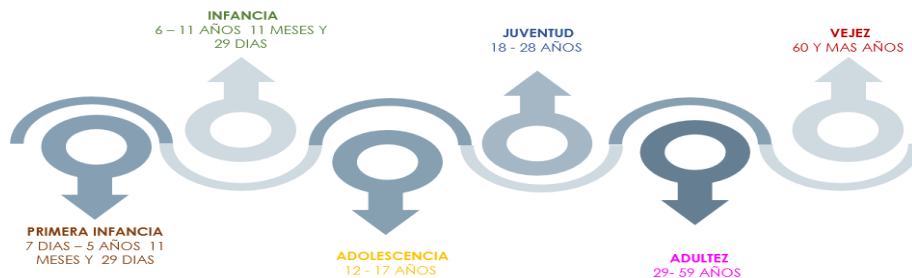 PRIMERA INFANCIA
7 DIAS – 5 AÑOS 11
MESES Y 29 DIAS
INFANCIA
6 – 11 AÑOS 11 MESES Y
29 DIAS
ADOLESCENCIA
12 - 17 AÑOS
JUVENTUD
18 - 28 AÑOS
ADULTEZ
29- 59 AÑOS
VEJEZ
60 Y MAS AÑOS